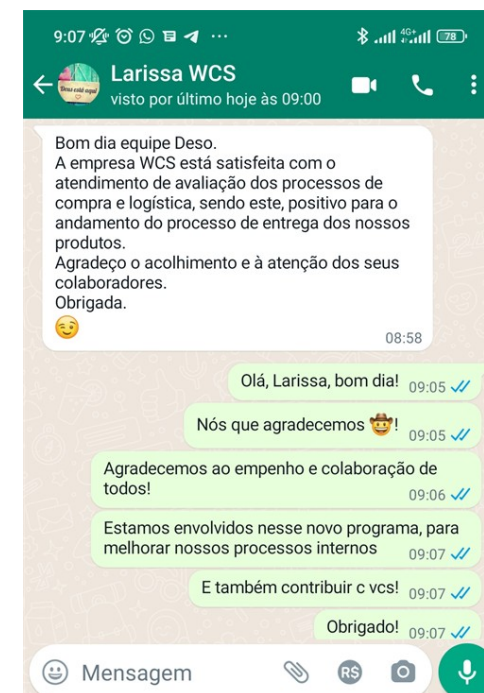 9:07
4G+
78
Larissa WCS
visto por último hoje às 09:00
Bom dia equipe Deso.
A empresa WCS está satisfeita com o
atendimento de avaliação dos processos de
compra e logística, sendo este, positivo para o
andamento do processo de entrega dos nossos
produtos.
Agradeço o acolhimento e à atenção dos seus
colaboradores.
Obrigada.
😉
08:58
Olá, Larissa, bom dia! 09:05
Nós que agradecemos 🤠! 09:05
Agradecemos ao empenho e colaboração de
todos! 09:06
Estamos envolvidos nesse novo programa, para
melhorar nossos processos internos 09:07
E também contribuir c vcs! 09:07
Obrigado! 09:07
Mensagem
R$